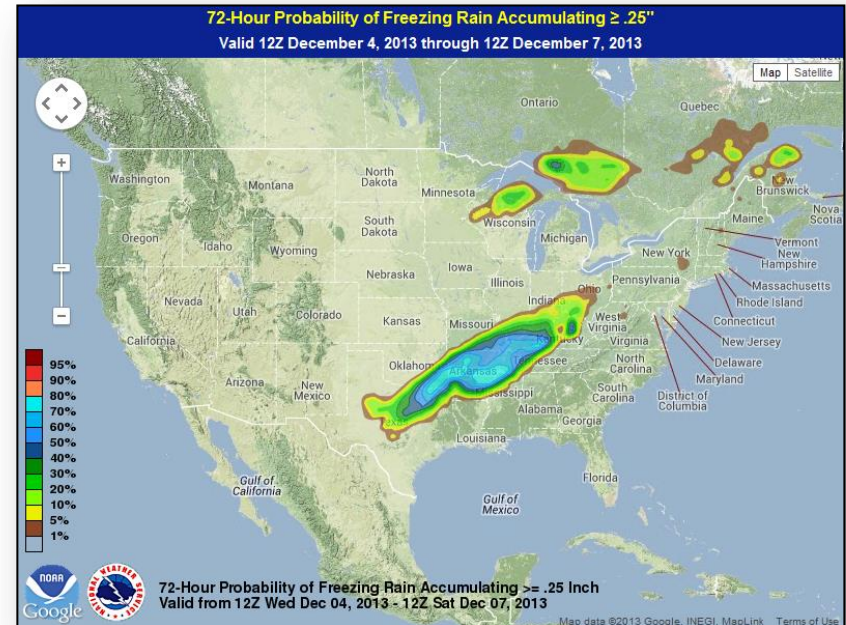 72-Hour Probability of Freezing Rain Accumulating ≥ .25"
Valid 12Z December 4, 2013 through 12Z December 7, 2013
Map
Satellite
Ontario
Quebec
Washington
Montana
North
Dakota
Minnesota
New
Brunswick
Nova
Scotia
Oregon
Idaho
Wyoming
South
Dakota
Wisconsin
Michigan
Maine
Vermont
New
Hampshire
Nebraska
Iowa
Illinois
Indiana
Ohio
Pennsylvania
New York
Massachusetts
Rhode Island
Connecticut
Nevada
Utah
Colorado
Kansas
Missouri
Kentucky
West
Virginia
Virginia
New Jersey
Delaware
Maryland
District of
Columbia
California
Arizona
New
Mexico
Oklahoma
Arkansas
Tennessee
North
Carolina
South
Carolina
Mississippi
Alabama
Georgia
Texas
Louisiana
Florida
Gulf of
California
Gulf of
Mexico
95%
90%
80%
70%
60%
50%
40%
30%
20%
10%
5%
1%
NOAA
NATIONAL WEATHER SERVICE
Google
72-Hour Probability of Freezing Rain Accumulating >= .25 Inch
Valid from 12Z Wed Dec 04, 2013 - 12Z Sat Dec 07, 2013
Map data ©2013 Google, INEGI, MapLink
Terms of Use